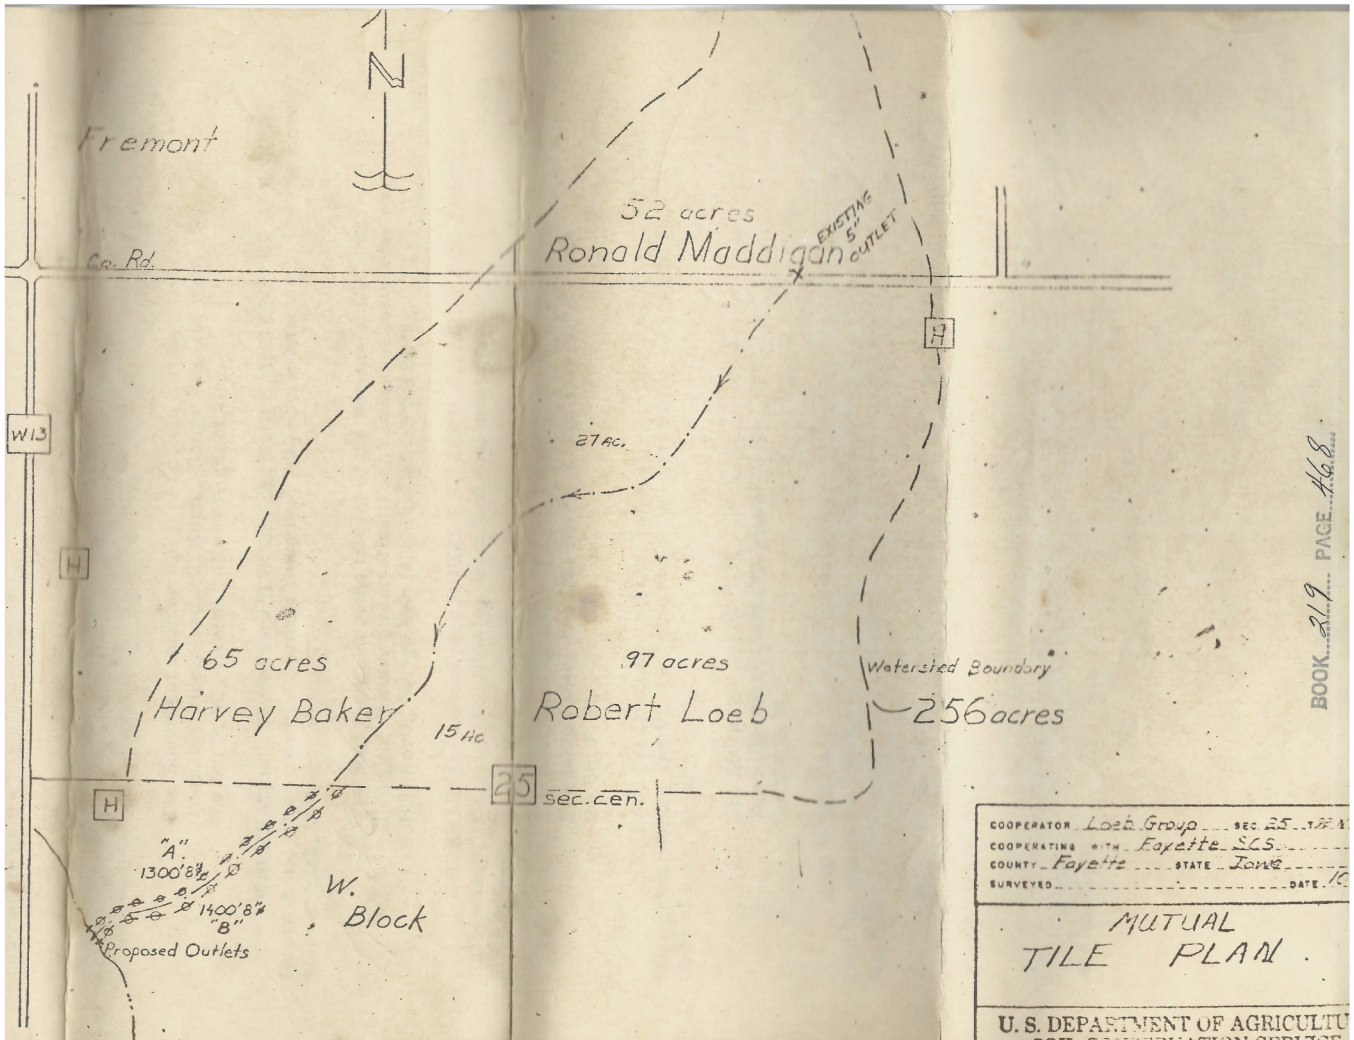 N
Fremont
52 acres
Ronald Maddigan
EXISTING
5"
OUTLET
Co. Rd.
H
W13
27 Ac.
H
65 acres
Harvey Baker
97 acres
Robert Loeb
Watershed Boundary
256 acres
15 Ac.
25
sec. cen.
H
"A"
1300' 8"
1400' 8"
"B"
Proposed Outlets
W.
Block
BOOK 219 PAGE 468
COOPERATOR Loeb Group SEC 25
COOPERATING WITH Fayette SCS
COUNTY Fayette STATE Iowa
SURVEYED DATE 10
MUTUAL
TILE PLAN
U. S. DEPARTMENT OF AGRICULTU